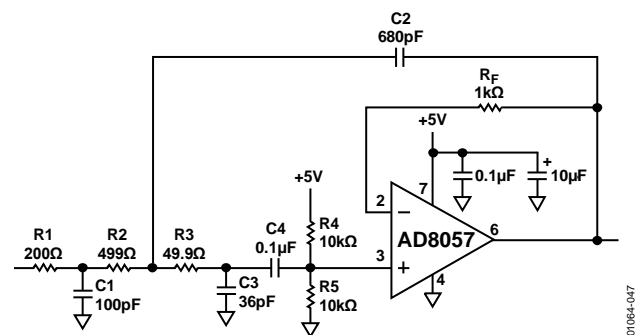 C2
680pF
RF
1kΩ
+5V
+5V
0.1µF
+
10µF
7
2
−
AD8057
6
3
+
4
R1
200Ω
R2
499Ω
R3
49.9Ω
C4
0.1µF
R4
10kΩ
R5
10kΩ
C1
100pF
C3
36pF
01064-047